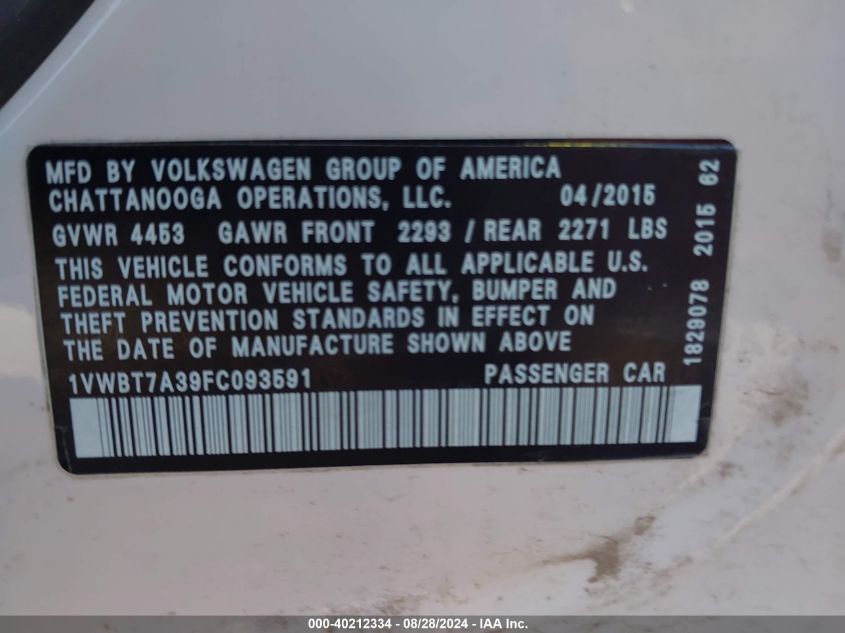 MFD BY VOLKSWAGEN GROUP OF AMERICA
CHATTANOOGA OPERATIONS, LLC. 04/2015
GVWR 4453 GAWR FRONT 2293 / REAR 2271 LBS
THIS VEHICLE CONFORMS TO ALL APPLICABLE U.S.
FEDERAL MOTOR VEHICLE SAFETY, BUMPER AND
THEFT PREVENTION STANDARDS IN EFFECT ON
THE DATE OF MANUFACTURE SHOWN ABOVE
1VWBT7A39FC093591 PASSENGER CAR
1829078 2015 62
000-40212334 - 08/28/2024 - IAA Inc.